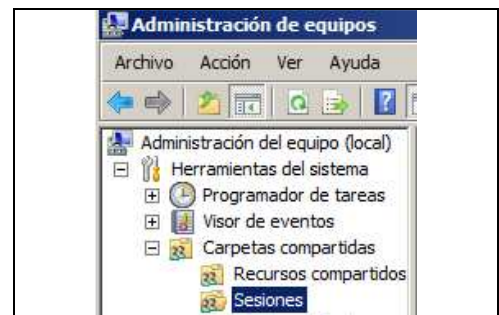 Administración de equipos
Archivo Acción Ver Ayuda
Administración del equipo (local)
Herramientas del sistema
Programador de tareas
Visor de eventos
Carpetas compartidas
Recursos compartidos
Sesiones